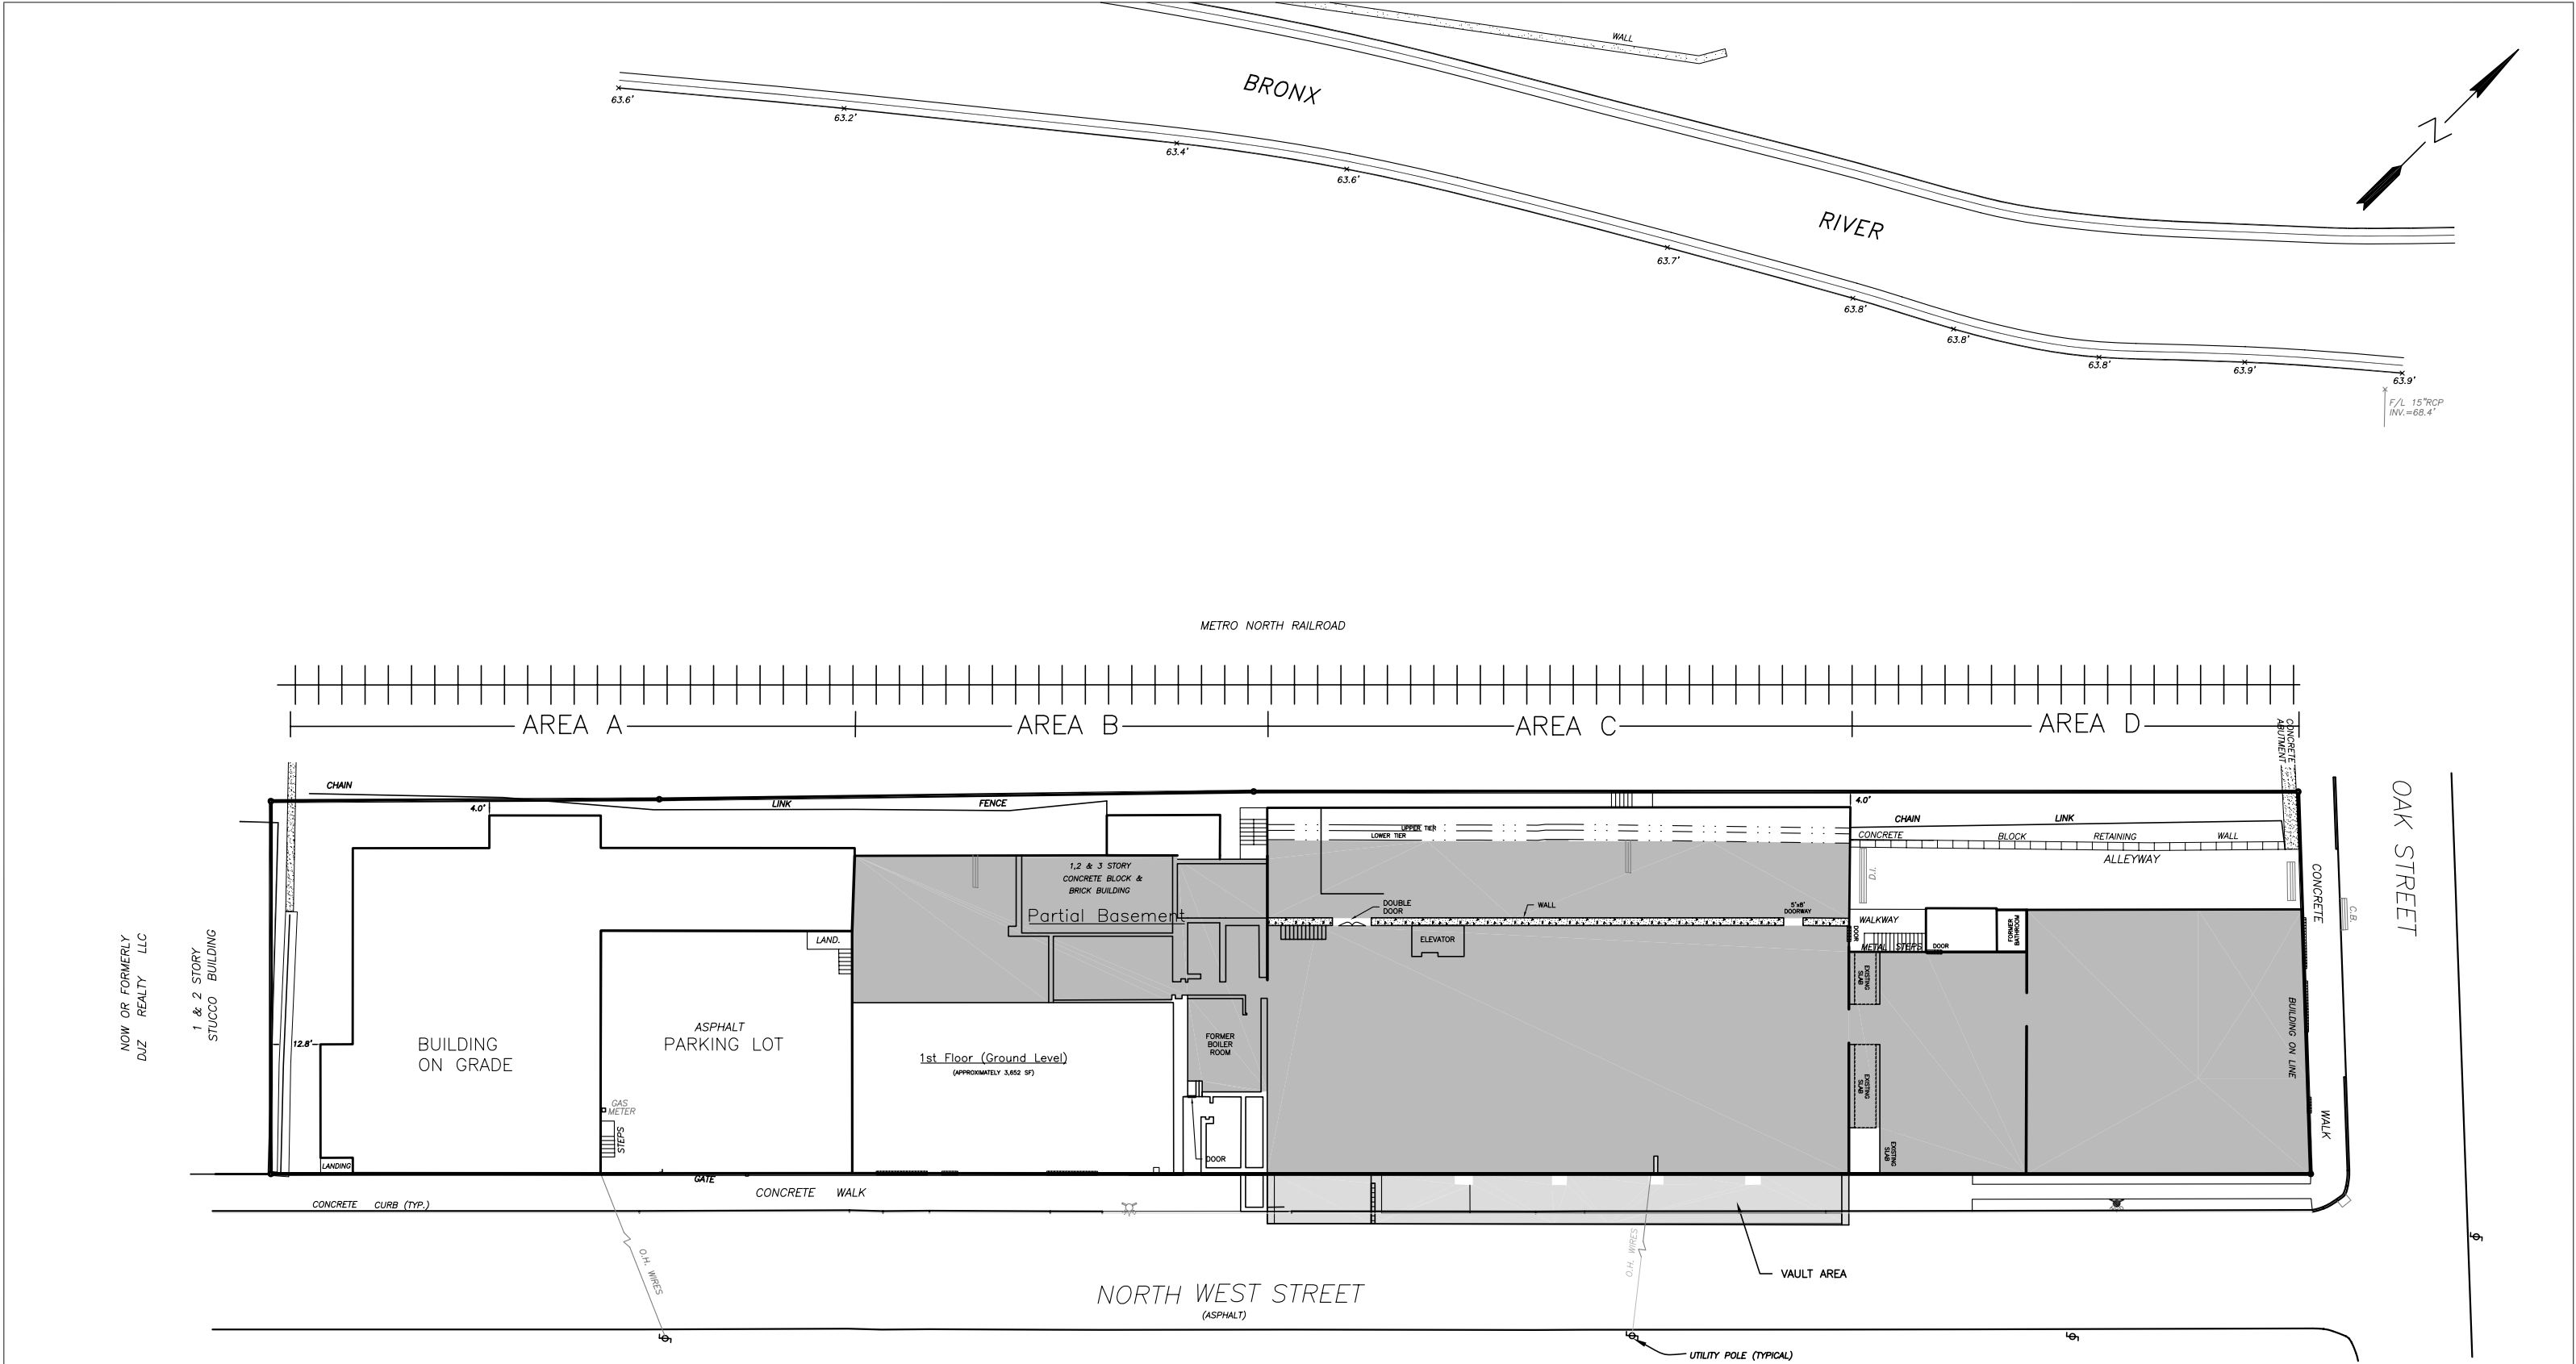 WALL
BRONX
RIVER
N
63.6'
63.2'
63.4'
63.6'
63.7'
63.8'
63.8'
63.8'
63.9'
63.9'
F/L 15"RCP
INV.=68.4'
METRO NORTH RAILROAD
AREA A
AREA B
AREA C
AREA D
CONCRETE
ABUTMENT
OAK STREET
CHAIN
LINK
FENCE
4.0'
4.0'
UPPER TIER
LOWER TIER
CHAIN
LINK
CONCRETE
BLOCK
RETAINING
WALL
ALLEYWAY
1,2 & 3 STORY
CONCRETE BLOCK &
BRICK BUILDING
Partial Basement
DOUBLE
DOOR
WALL
5'x8'
DOORWAY
D.I.
CONCRETE
C.B.
WALKWAY
DOOR
METAL STEPS
DOOR
FORMER
BATHROOM
LAND.
ELEVATOR
NOW OR FORMERLY
DJZ REALTY LLC
1 & 2 STORY
STUCCO BUILDING
EXISTING
SLAB
12.8'
BUILDING
ON GRADE
ASPHALT
PARKING LOT
1st Floor (Ground Level)
(APPROXIMATELY 3,652 SF)
FORMER
BOILER
ROOM
EXISTING
SLAB
BUILDING ON LINE
GAS
METER
STEPS
WALK
LANDING
DOOR
EXISTING
SLAB
GATE
CONCRETE WALK
CONCRETE CURB (TYP.)
O.H. WIRES
O.H. WIRES
VAULT AREA
NORTH WEST STREET
(ASPHALT)
UTILITY POLE (TYPICAL)